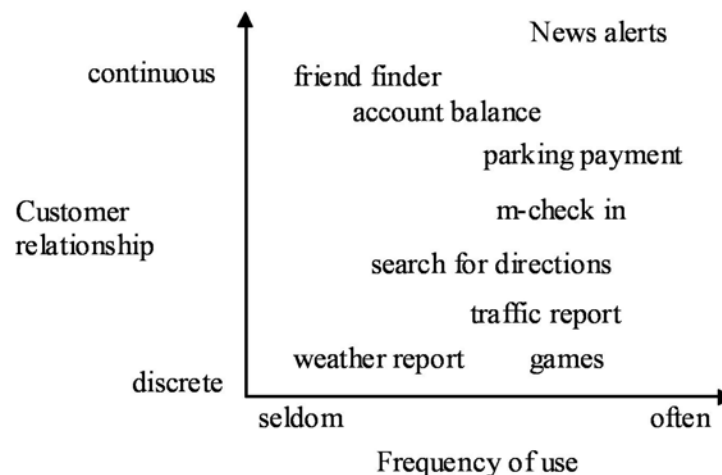 News alerts
continuous
friend finder
account balance
parking payment
Customer
relationship
m-check in
search for directions
traffic report
weather report
games
discrete
seldom
often
Frequency of use